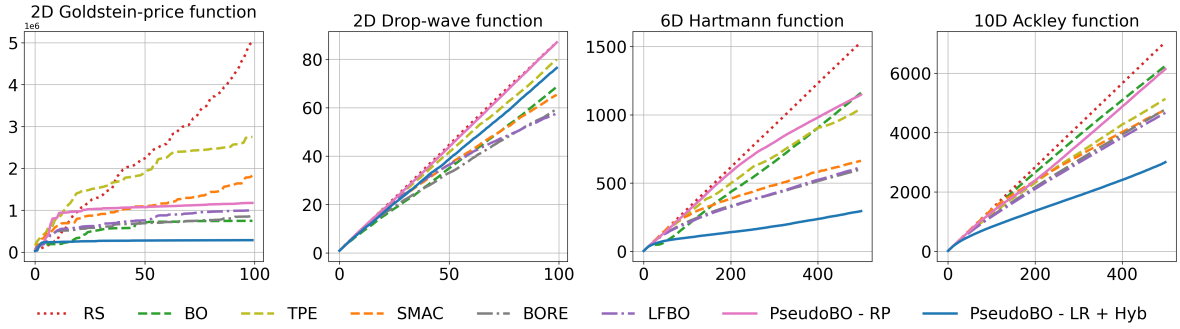 2D Goldstein-price function
1e6
5
4
3
2
1
0
0 50 100
2D Drop-wave function
80
60
40
20
0
0 50 100
6D Hartmann function
1500
1000
500
0
0 200 400
10D Ackley function
6000
4000
2000
0
0 200 400
RS BO TPE SMAC BORE LFBO PseudoBO - RP PseudoBO - LR + Hyb